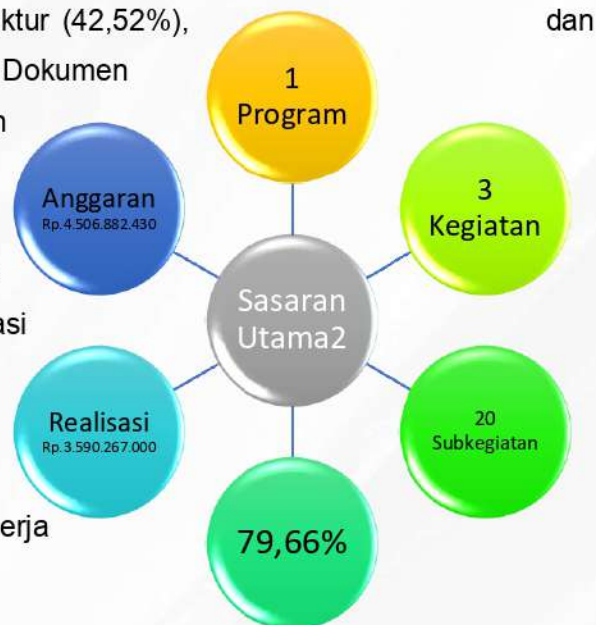 ktur (42,52%), dan
Dokumen
1
Program
Anggaran
Rp.4.506.882.430
3
Kegiatan
Sasaran
Utama2
asi
Realisasi
Rp.3.590.267.000
20
Subkegiatan
erja
79,66%